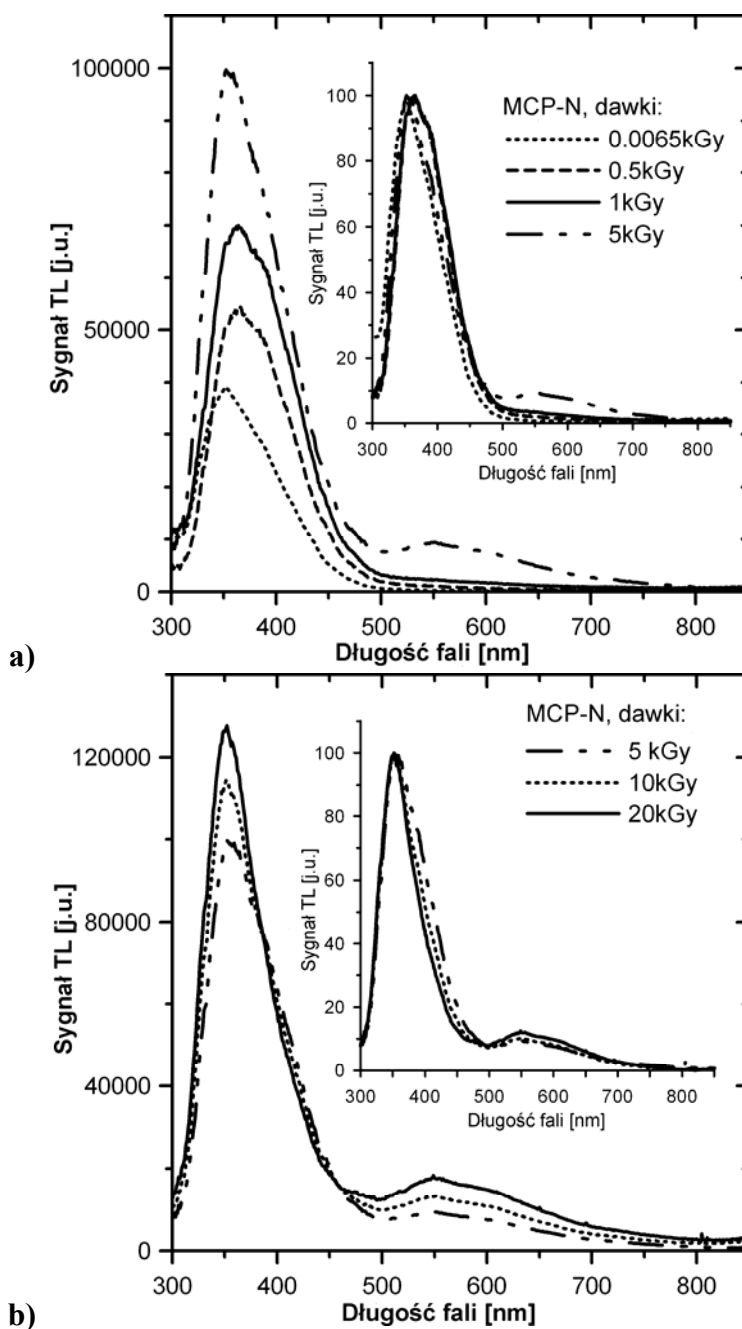 100000
50000
0
Sygnał TL [j.u.]
300 400 500 600 700 800
Długość fali [nm]
a)
100
80
60
40
20
0
Sygnał TL [j.u.]
300 400 500 600 700 800
Długość fali [nm]
MCP-N, dawki:
0.0065kGy
0.5kGy
1kGy
5kGy
120000
80000
40000
0
Sygnał TL [j.u.]
300 400 500 600 700 800
Długość fali [nm]
b)
100
80
60
40
20
0
Sygnał TL [j.u.]
300 400 500 600 700 800
Długość fali [nm]
MCP-N, dawki:
5 kGy
10kGy
20kGy